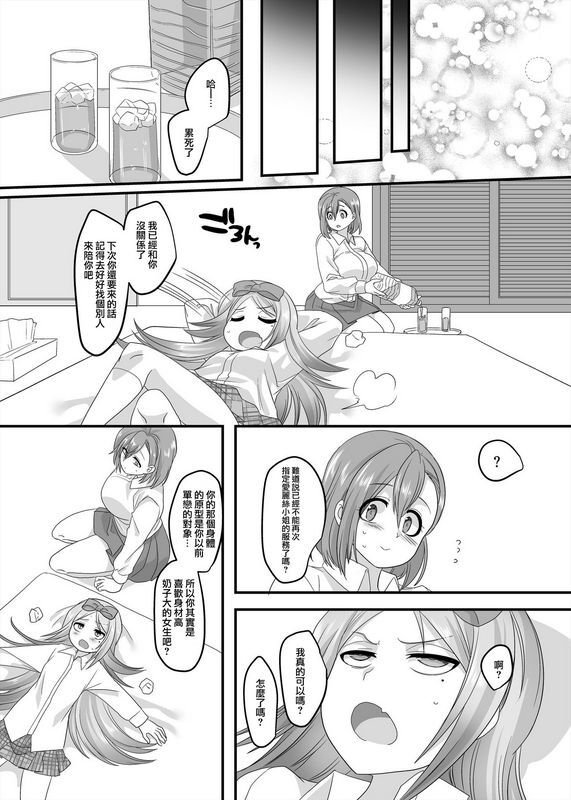 哈——…
累死了
我已經和你
沒關係了
下次你還要來的話
記得去好好找個別人
來陪你吧
ごろんっ
？
難道說已經不能再次
指定愛麗絲小姐的服務了嗎？
你的那個身體
的原型是你以前
單戀的對象…
所以你其實是
喜歡身材高
奶子大的女生吧？
啊？
我真的可以嗎？
怎麼了嗎？